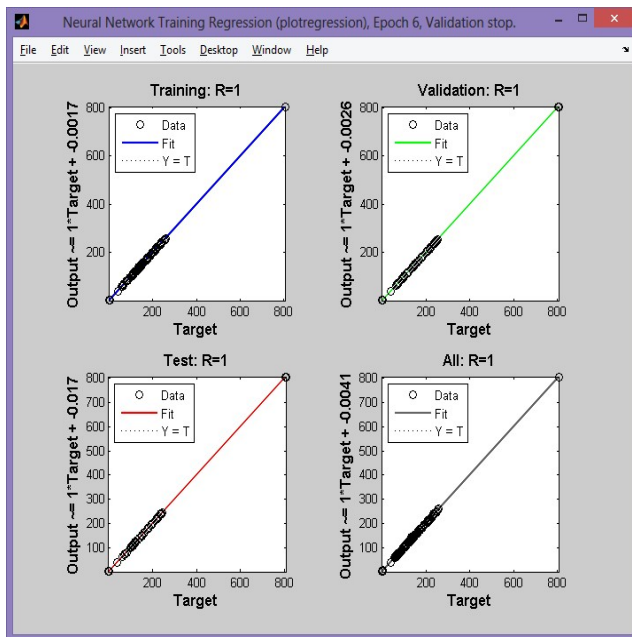 Neural Network Training Regression (plotregression), Epoch 6, Validation stop.
File Edit View Insert Tools Desktop Window Help
Training: R=1
Output ~= 1*Target + -0.0017
800
600
400
200
Data
Fit
Y = T
200 400 600 800
Target
Validation: R=1
Output ~= 1*Target + -0.0026
800
600
400
200
Data
Fit
Y = T
200 400 600 800
Target
Test: R=1
Output ~= 1*Target + -0.017
800
700
600
500
400
300
200
100
Data
Fit
Y = T
200 400 600 800
Target
All: R=1
Output ~= 1*Target + -0.0041
800
700
600
500
400
300
200
100
Data
Fit
Y = T
200 400 600 800
Target